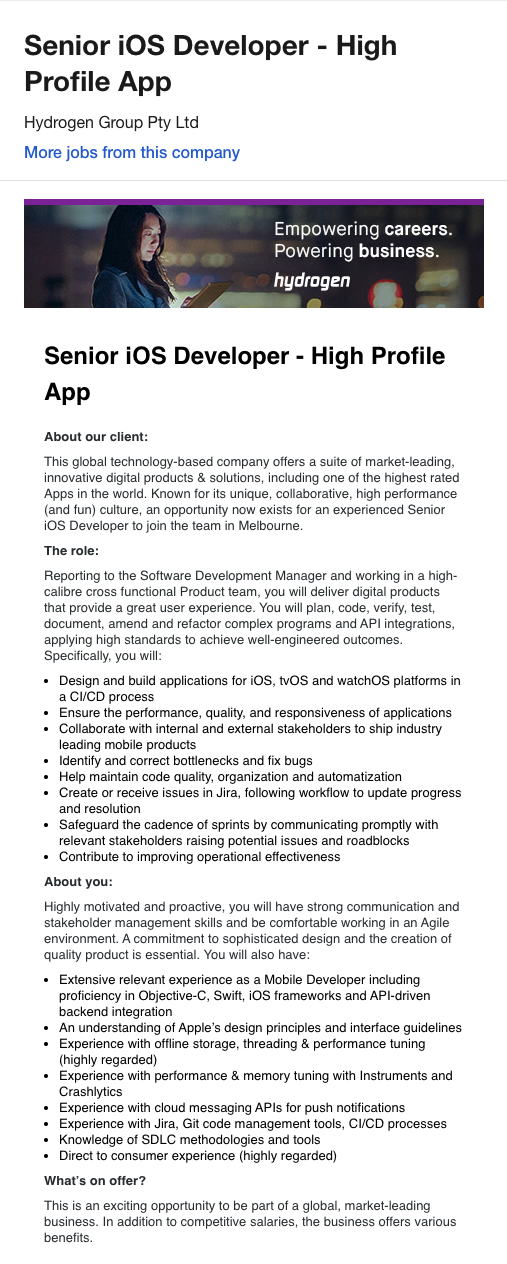 Senior iOS Developer - High
Profile App
Hydrogen Group Pty Ltd
More jobs from this company
Empowering careers.
Powering business.
hydrogen
Senior iOS Developer - High Profile
App
About our client:
This global technology-based company offers a suite of market-leading,
innovative digital products & solutions, including one of the highest rated
Apps in the world. Known for its unique, collaborative, high performance
(and fun) culture, an opportunity now exists for an experienced Senior
iOS Developer to join the team in Melbourne.
The role:
Reporting to the Software Development Manager and working in a high-
calibre cross functional Product team, you will deliver digital products
that provide a great user experience. You will plan, code, verify, test,
document, amend and refactor complex programs and API integrations,
applying high standards to achieve well-engineered outcomes.
Specifically, you will:
• Design and build applications for iOS, tvOS and watchOS platforms in
a CI/CD process
• Ensure the performance, quality, and responsiveness of applications
• Collaborate with internal and external stakeholders to ship industry
leading mobile products
• Identify and correct bottlenecks and fix bugs
• Help maintain code quality, organization and automatization
• Create or receive issues in Jira, following workflow to update progress
and resolution
• Safeguard the cadence of sprints by communicating promptly with
relevant stakeholders raising potential issues and roadblocks
• Contribute to improving operational effectiveness
About you:
Highly motivated and proactive, you will have strong communication and
stakeholder management skills and be comfortable working in an Agile
environment. A commitment to sophisticated design and the creation of
quality product is essential. You will also have:
• Extensive relevant experience as a Mobile Developer including
proficiency in Objective-C, Swift, iOS frameworks and API-driven
backend integration
• An understanding of Apple's design principles and interface guidelines
• Experience with offline storage, threading & performance tuning
(highly regarded)
• Experience with performance & memory tuning with Instruments and
Crashlytics
• Experience with cloud messaging APIs for push notifications
• Experience with Jira, Git code management tools, CI/CD processes
• Knowledge of SDLC methodologies and tools
• Direct to consumer experience (highly regarded)
What's on offer?
This is an exciting opportunity to be part of a global, market-leading
business. In addition to competitive salaries, the business offers various
benefits.